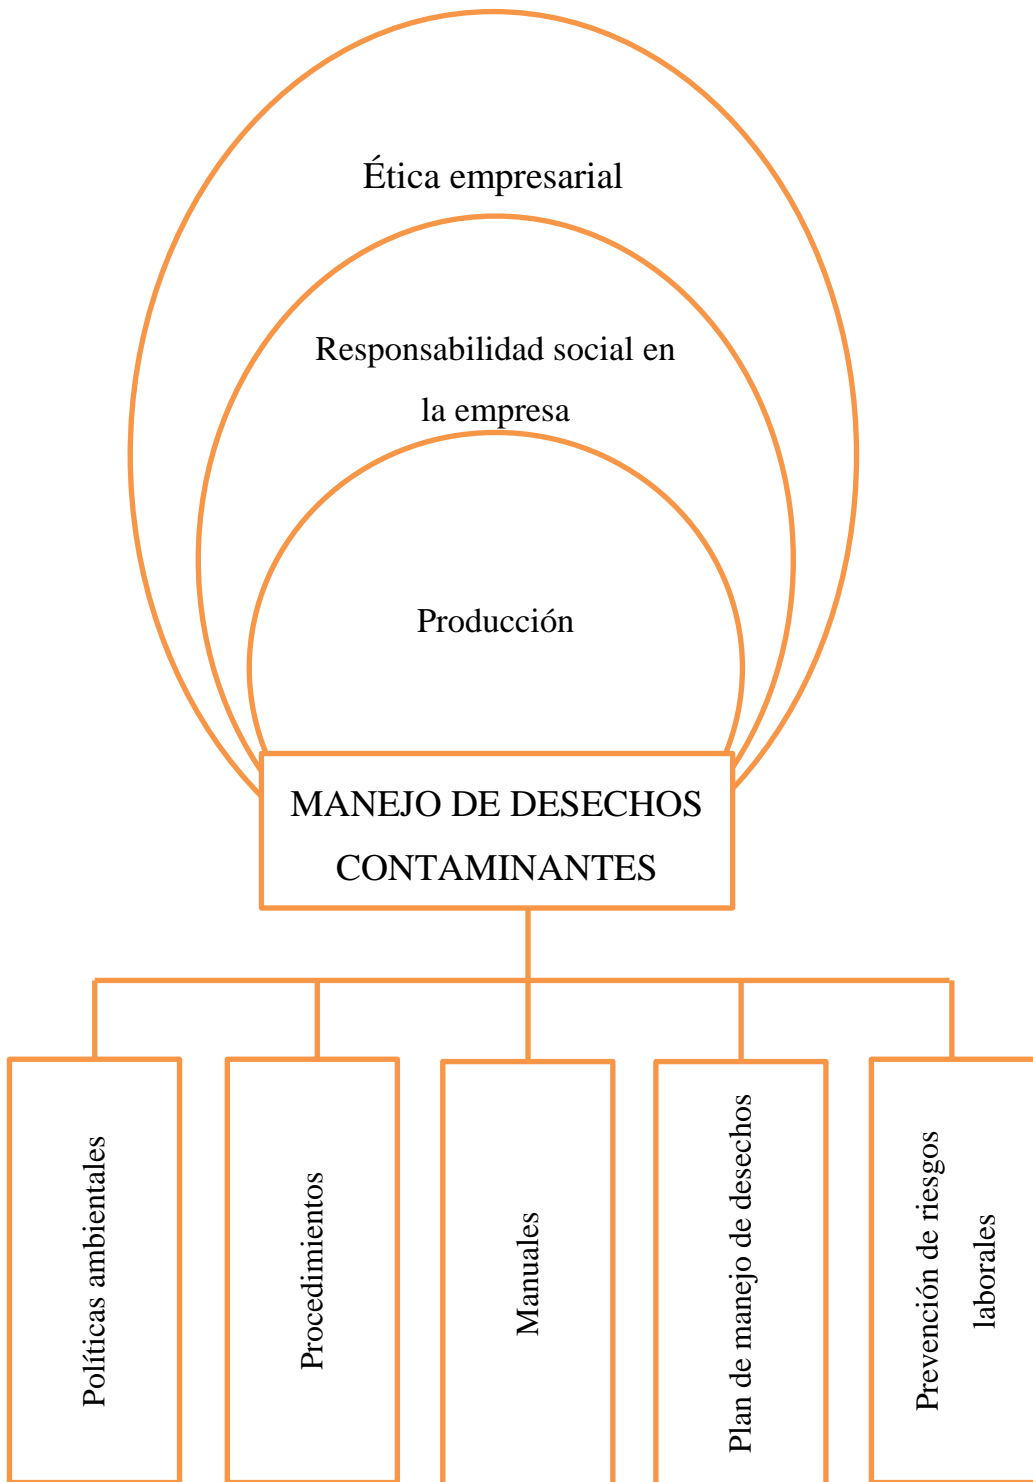 Ética empresarial
Responsabilidad social en
la empresa
Producción
MANEJO DE DESECHOS
CONTAMINANTES
Políticas ambientales
Procedimientos
Manuales
Plan de manejo de desechos
Prevención de riesgos
laborales